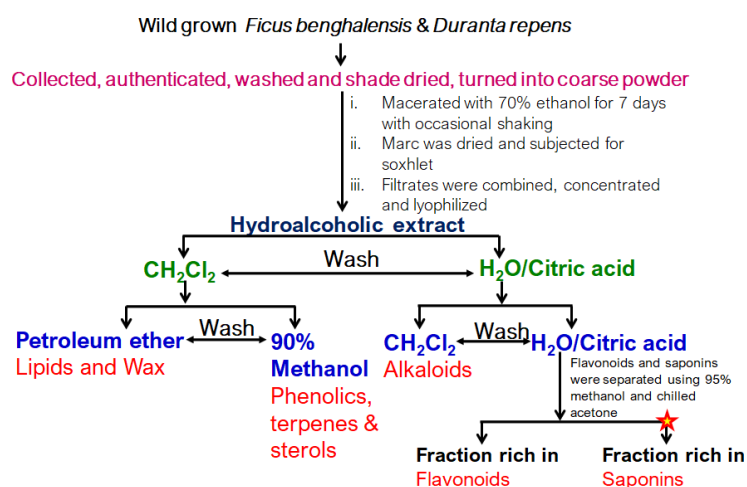 Wild grown Ficus benghalensis & Duranta repens
Collected, authenticated, washed and shade dried, turned into coarse powder
i. Macerated with 70% ethanol for 7 days
with occasional shaking
ii. Marc was dried and subjected for
soxhlet
iii. Filtrates were combined, concentrated
and lyophilized
Hydroalcoholic extract
CH₂Cl₂
Wash
H₂O/Citric acid
Petroleum ether
Lipids and Wax
Wash
90%
Methanol
Phenolics,
terpenes &
sterols
CH₂Cl₂
Alkaloids
Wash
H₂O/Citric acid
Flavonoids and saponins
were separated using 95%
methanol and chilled
acetone
Fraction rich in
Flavonoids
Fraction rich in
Saponins